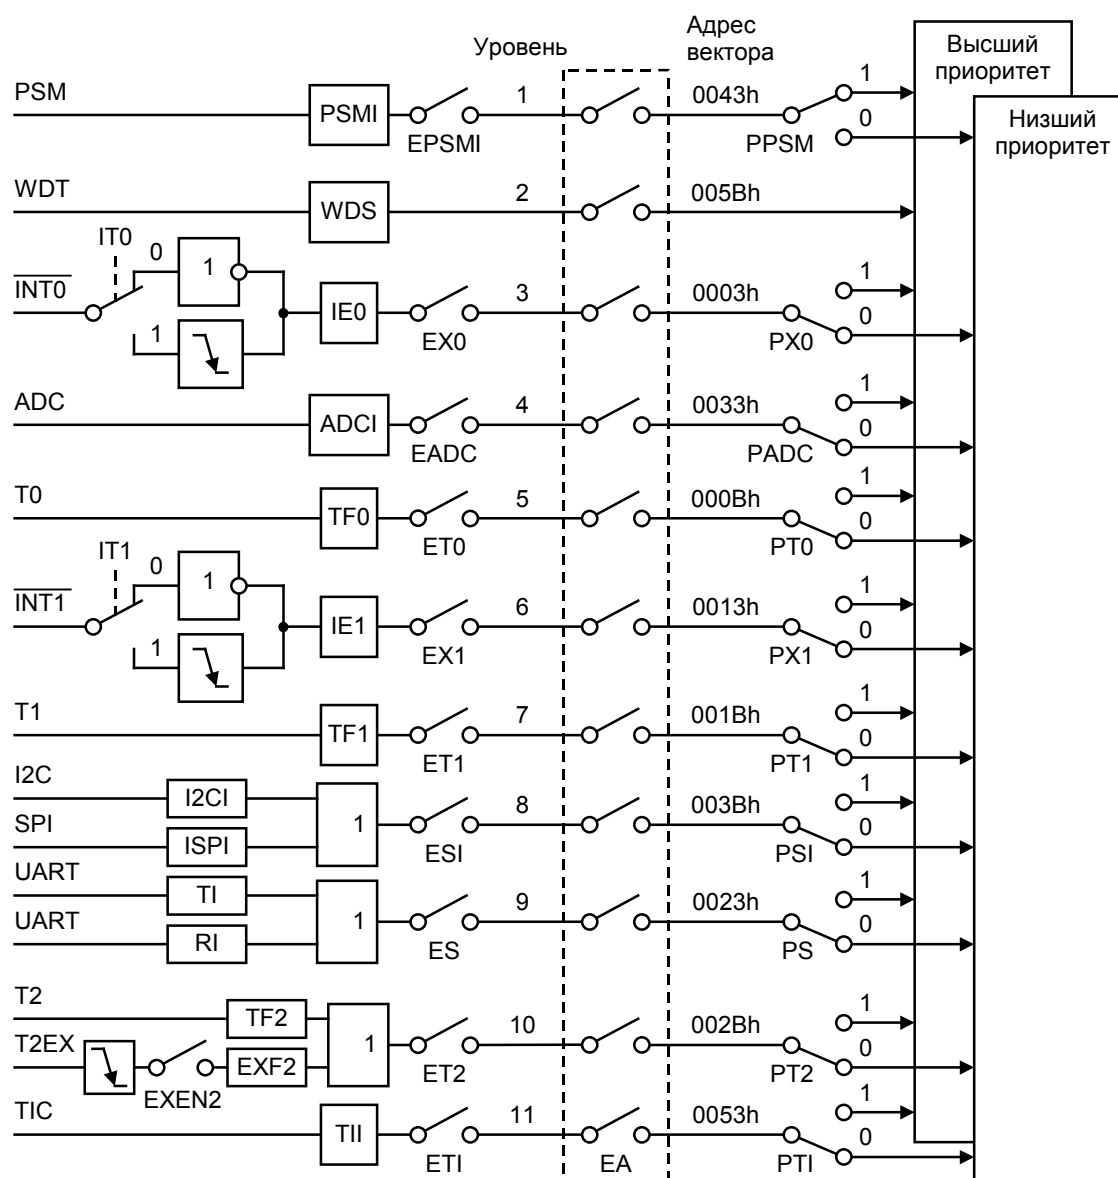 Уровень
Адрес вектора
Высший приоритет
Низший приоритет
PSM
PSMI
EPSMI
1
0043h
PPSM
1
0
WDT
WDS
2
005Bh
INT0
IT0
0
1
1
IE0
EX0
3
0003h
PX0
1
0
ADC
ADCI
EADC
4
0033h
PADC
1
0
T0
TF0
ET0
5
000Bh
PT0
1
0
INT1
IT1
0
1
1
IE1
EX1
6
0013h
PX1
1
0
T1
TF1
ET1
7
001Bh
PT1
1
0
I2C
I2CI
SPI
ISPI
1
ESI
8
003Bh
PSI
1
0
UART
TI
UART
RI
1
ES
9
0023h
PS
1
0
T2
TF2
T2EX
EXEN2
EXF2
1
ET2
10
002Bh
PT2
1
0
TIC
TII
ETI
11
EA
0053h
PTI
1
0